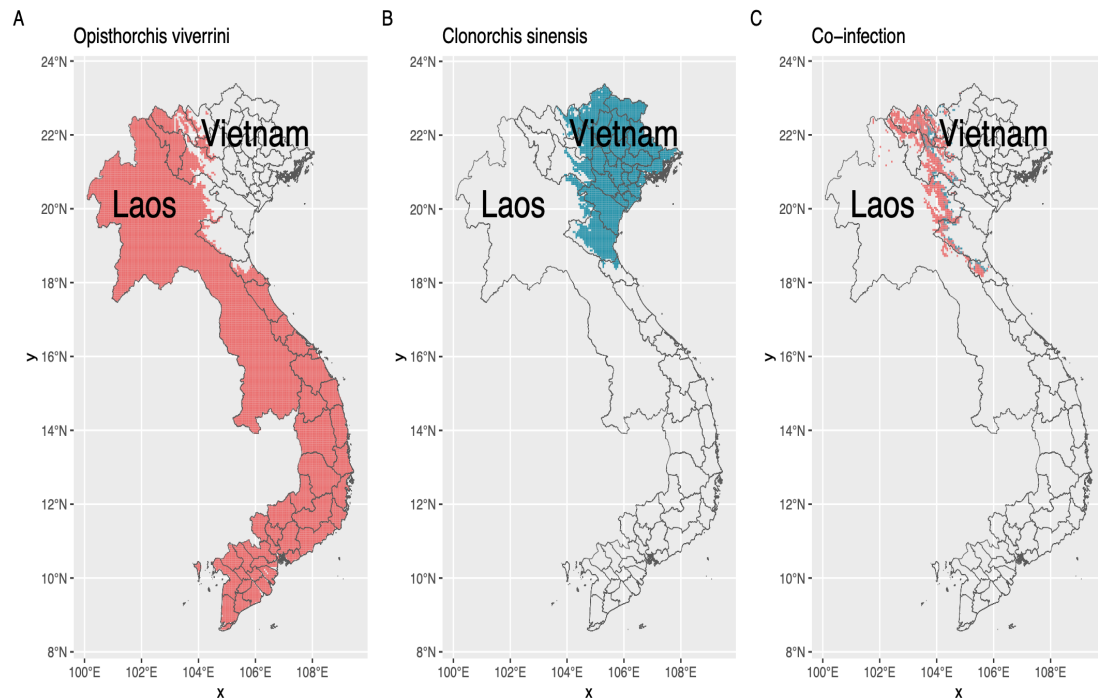 A
Opisthorchis viverrini
24°N
22°N
20°N
18°N
16°N
14°N
12°N
10°N
8°N
y
Vietnam
Laos
100°E 102°E 104°E 106°E 108°E
x
B
Clonorchis sinensis
24°N
22°N
20°N
18°N
16°N
14°N
12°N
10°N
8°N
y
Vietnam
Laos
100°E 102°E 104°E 106°E 108°E
x
C
Co-infection
24°N
22°N
20°N
18°N
16°N
14°N
12°N
10°N
8°N
y
Vietnam
Laos
100°E 102°E 104°E 106°E 108°E
x